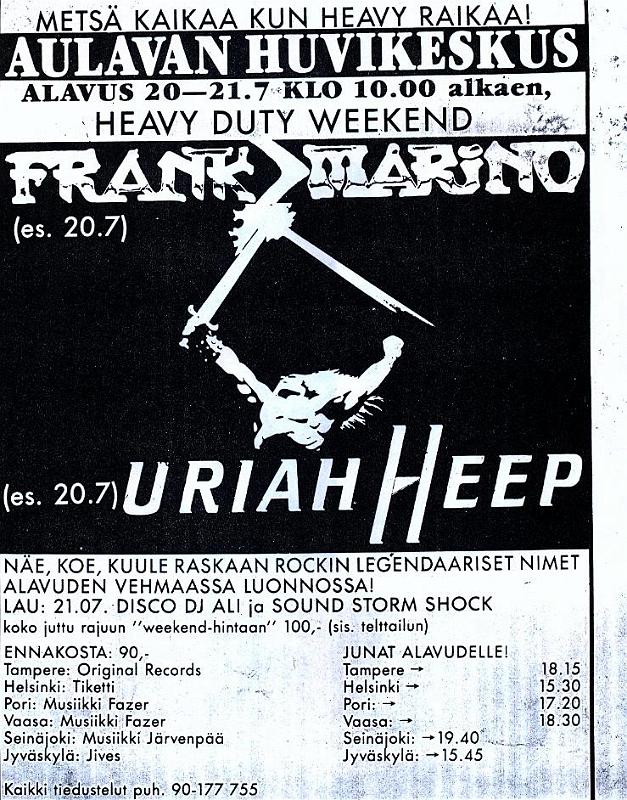 METSÄ KAIKAA KUN HEAVY RAIKAA!
AULAVAN HUVIKESKUS
ALAVUS 20—21.7 KLO 10.00 alkaen,
HEAVY DUTY WEEKEND
FRANK MARINO
(es. 20.7)
(es. 20.7) URIAH HEEP
NÄE, KOE, KUULE RASKAAN ROCKIN LEGENDAARISET NIMET
ALAVUDEN VEHMAASSA LUONNOSSA!
LAU: 21.07. DISCO DJ ALI ja SOUND STORM SHOCK
koko juttu rajuun "weekend-hintaan" 100,- (sis. telttailun)
ENNAKOSTA: 90,-
Tampere: Original Records
Helsinki: Tiketti
Pori: Musiikki Fazer
Vaasa: Musiikki Fazer
Seinäjoki: Musiikki Järvenpää
Jyväskylä: Jives
JUNAT ALAVUDELLE!
Tampere → 18.15
Helsinki → 15.30
Pori: → 17.20
Vaasa: → 18.30
Seinäjoki: →19.40
Jyväskylä: →15.45
Kaikki tiedustelut puh. 90-177 755